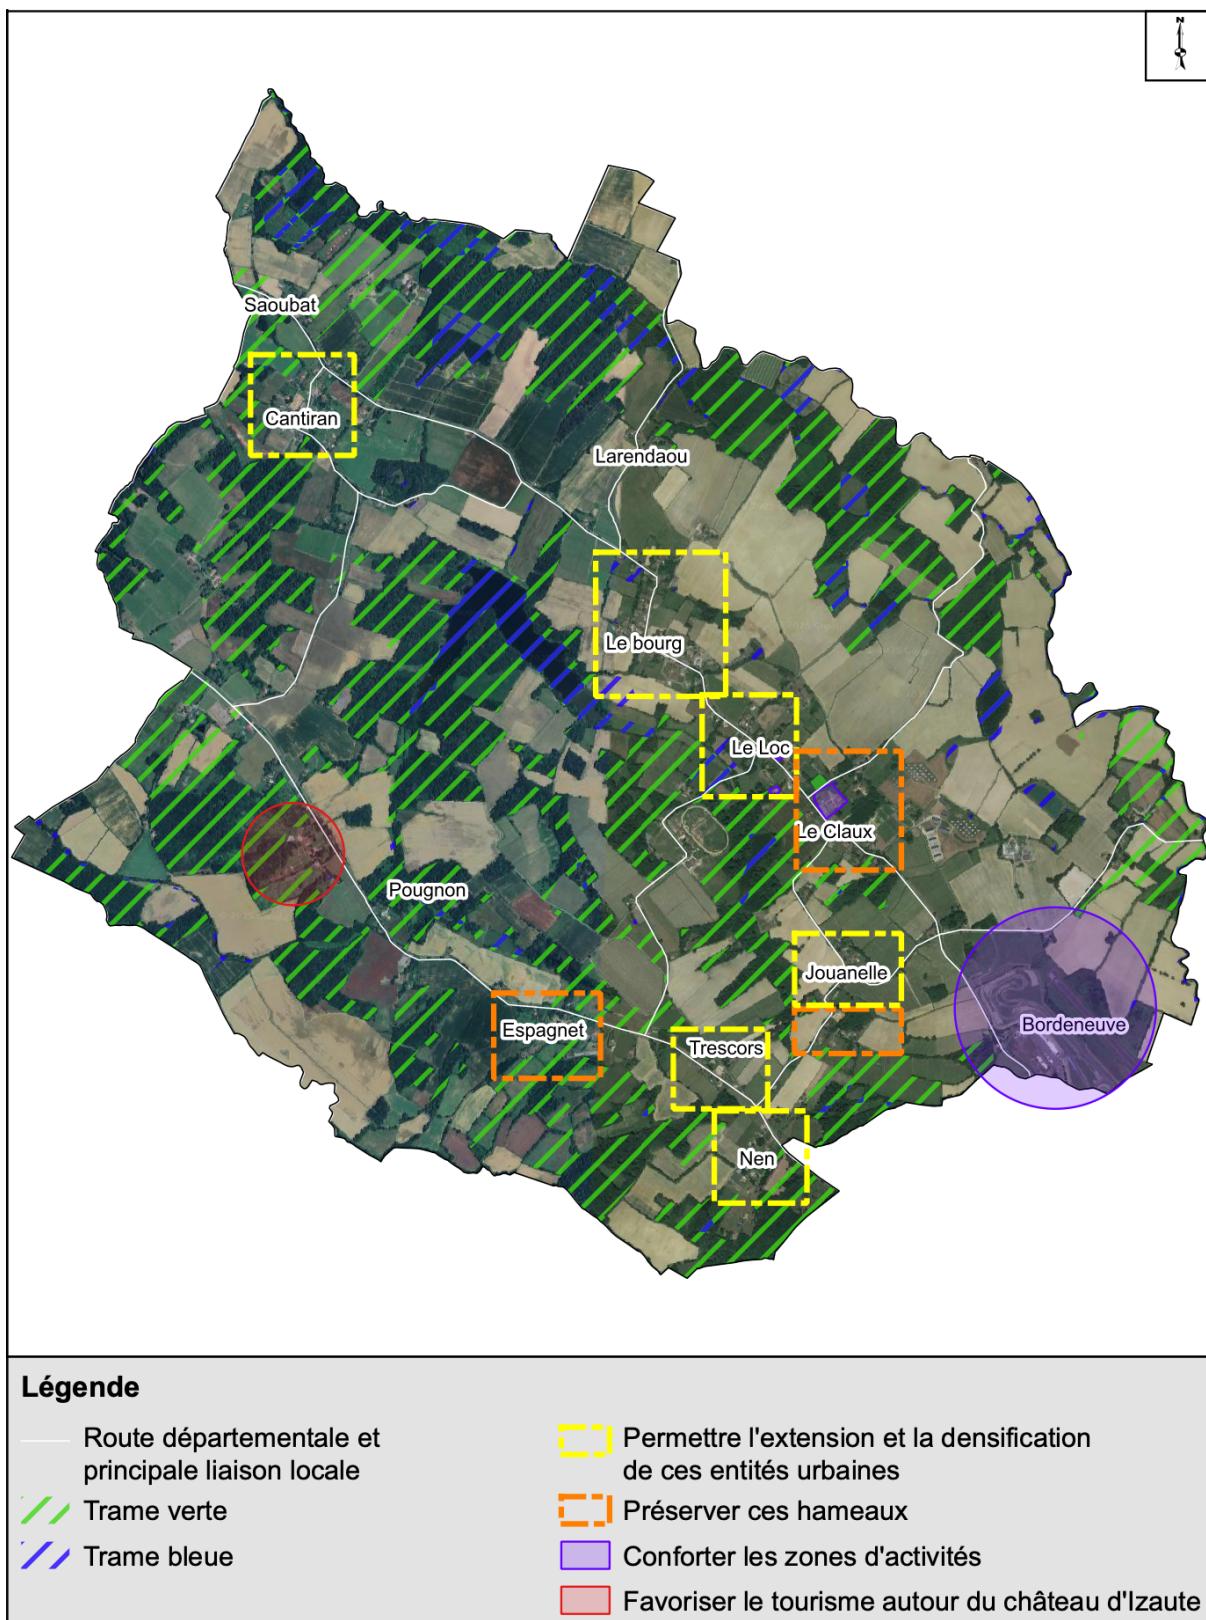 N
Saoubat
Cantiran
Larendaou
Le bourg
Le Loc
Le Claux
Pougnon
Jouanelle
Espagnet
Bordeneuve
Trescors
Nen
Légende
Route départementale et
principale liaison locale
Trame verte
Trame bleue
Permettre l'extension et la densification
de ces entités urbaines
Préserver ces hameaux
Conforter les zones d'activités
Favoriser le tourisme autour du château d'Izaute